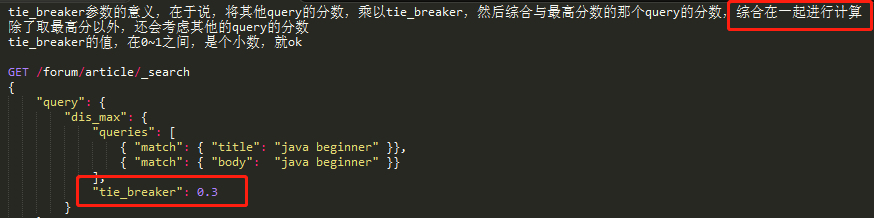 tie_breaker参数的意义，在于说，将其他query的分数，乘以tie_breaker，然后综合与最高分数的那个query的分数，综合在一起进行计算
除了取最高分以外，还会考虑其他的query的分数
tie_breaker的值，在0~1之间，是个小数，就ok
GET /forum/article/_search
{
"query": {
"dis_max": {
"queries": [
{ "match": { "title": "java beginner" }},
{ "match": { "body":  "java beginner" }}
],
"tie_breaker": 0.3
}